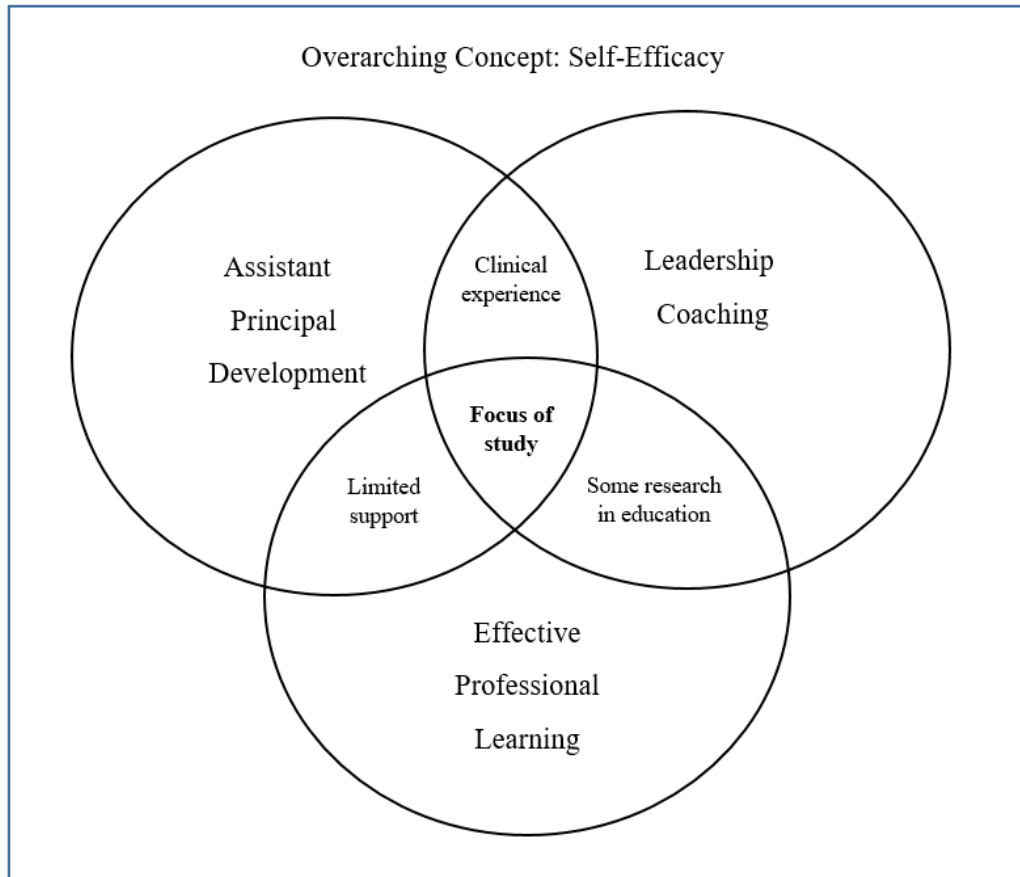 Overarching Concept: Self-Efficacy
Assistant
Principal
Development
Clinical
experience
Leadership
Coaching
Focus of
study
Limited
support
Some research
in education
Effective
Professional
Learning